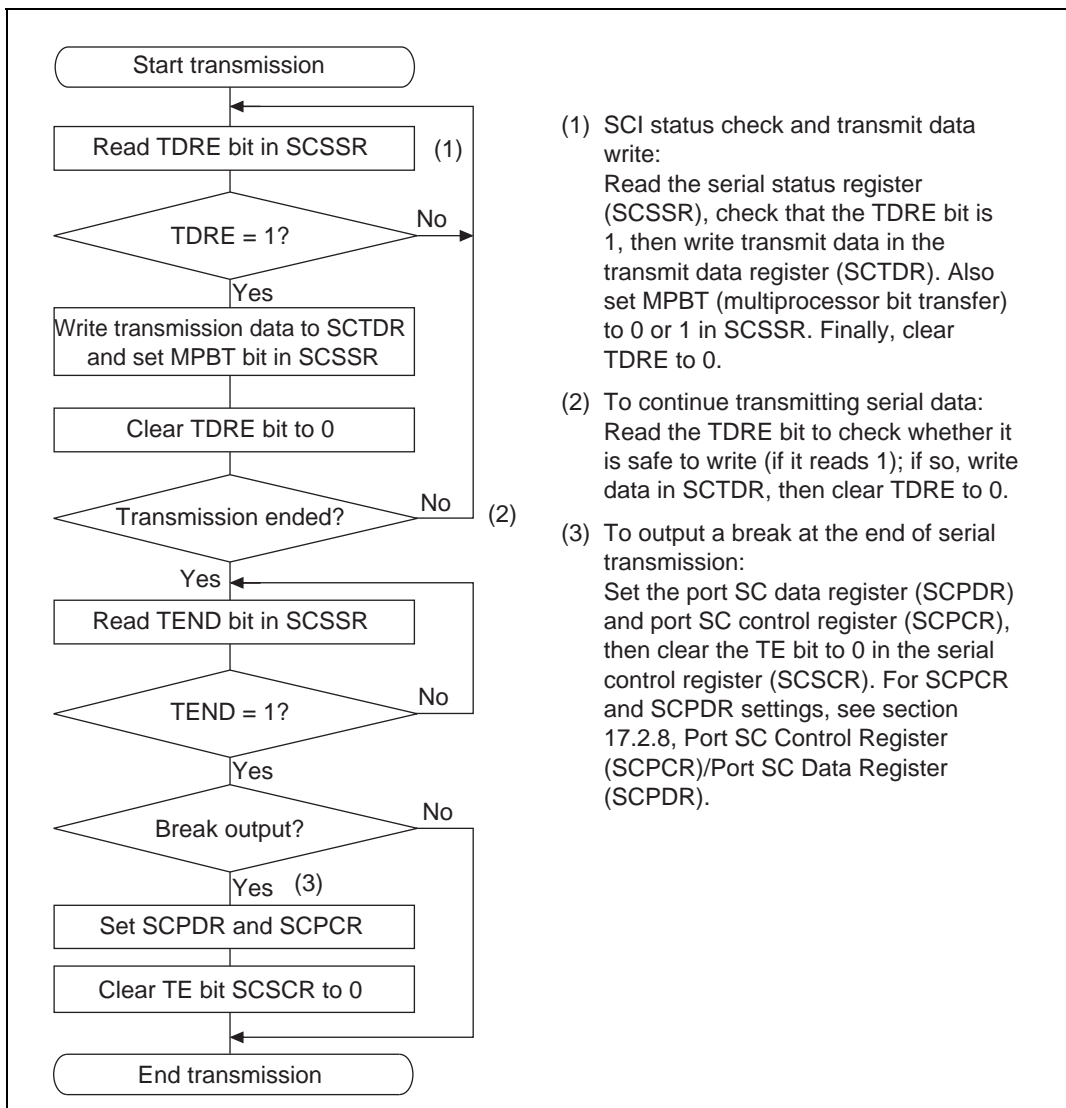 Start transmission
Read TDRE bit in SCSSR
(1)
TDRE = 1?
No
Yes
Write transmission data to SCTDR
and set MPBT bit in SCSSR
Clear TDRE bit to 0
Transmission ended?
No
(2)
Yes
Read TEND bit in SCSSR
TEND = 1?
No
Yes
Break output?
No
Yes
(3)
Set SCPDR and SCPCR
Clear TE bit SCSCR to 0
End transmission
(1) SCI status check and transmit data
write:
Read the serial status register
(SCSSR), check that the TDRE bit is
1, then write transmit data in the
transmit data register (SCTDR). Also
set MPBT (multiprocessor bit transfer)
to 0 or 1 in SCSSR. Finally, clear
TDRE to 0.
(2) To continue transmitting serial data:
Read the TDRE bit to check whether it
is safe to write (if it reads 1); if so, write
data in SCTDR, then clear TDRE to 0.
(3) To output a break at the end of serial
transmission:
Set the port SC data register (SCPDR)
and port SC control register (SCPCR),
then clear the TE bit to 0 in the serial
control register (SCSCR). For SCPCR
and SCPDR settings, see section
17.2.8, Port SC Control Register
(SCPCR)/Port SC Data Register
(SCPDR).